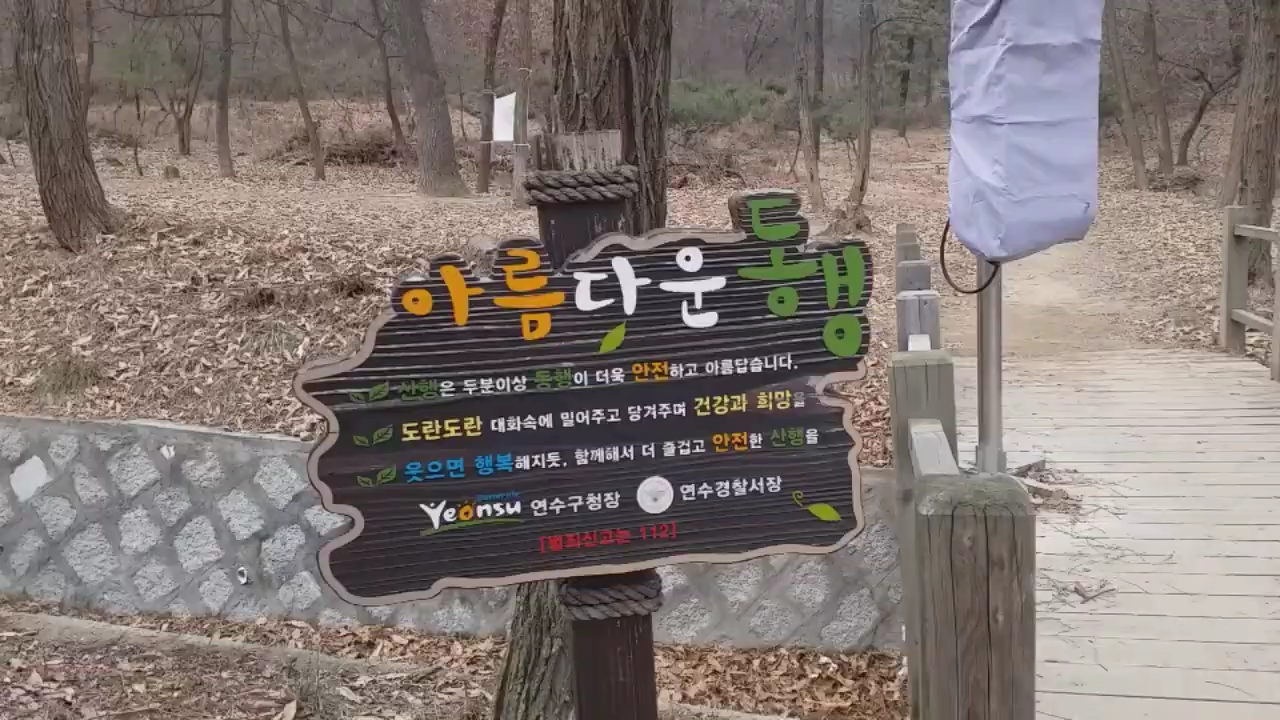 아름다운 동행
산행은 두분이상 동행이 더욱 안전하고 아름답습니다.
도란도란 대화속에 밀어주고 당겨주며 건강과 희망을
웃으면 행복해지듯, 함께해서 더 즐겁고 안전한 산행을
Yeonsu 연수구청장 연수경찰서장
[범죄신고는 112]